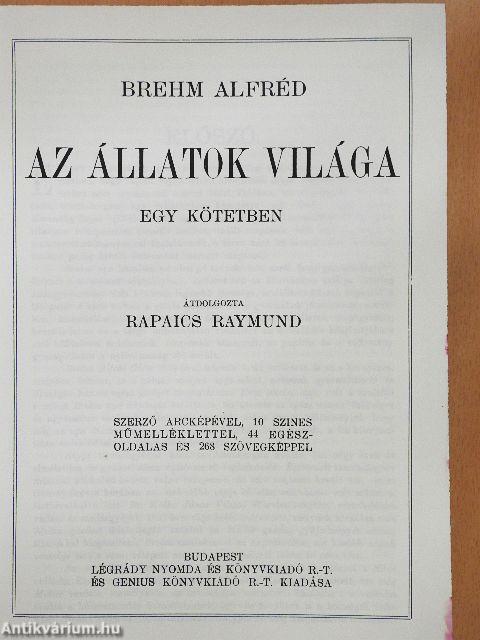 BREHM ALFRÉD
AZ ÁLLATOK VILÁGA
EGY KÖTETBEN
ÁTDOLGOZTA
RAPAICS RAYMUND
SZERZŐ ARCKÉPÉVEL, 10 SZINES
MŰMELLÉKLETTEL, 44 EGÉSZ-
OLDALAS ÉS 268 SZÖVEGKÉPPEL
BUDAPEST
LÉGRÁDY NYOMDA ÉS KÖNYVKIADÓ R.-T.
ÉS GENIUS KÖNYVKIADÓ R.-T. KIADÁSA
Antikvárium.hu